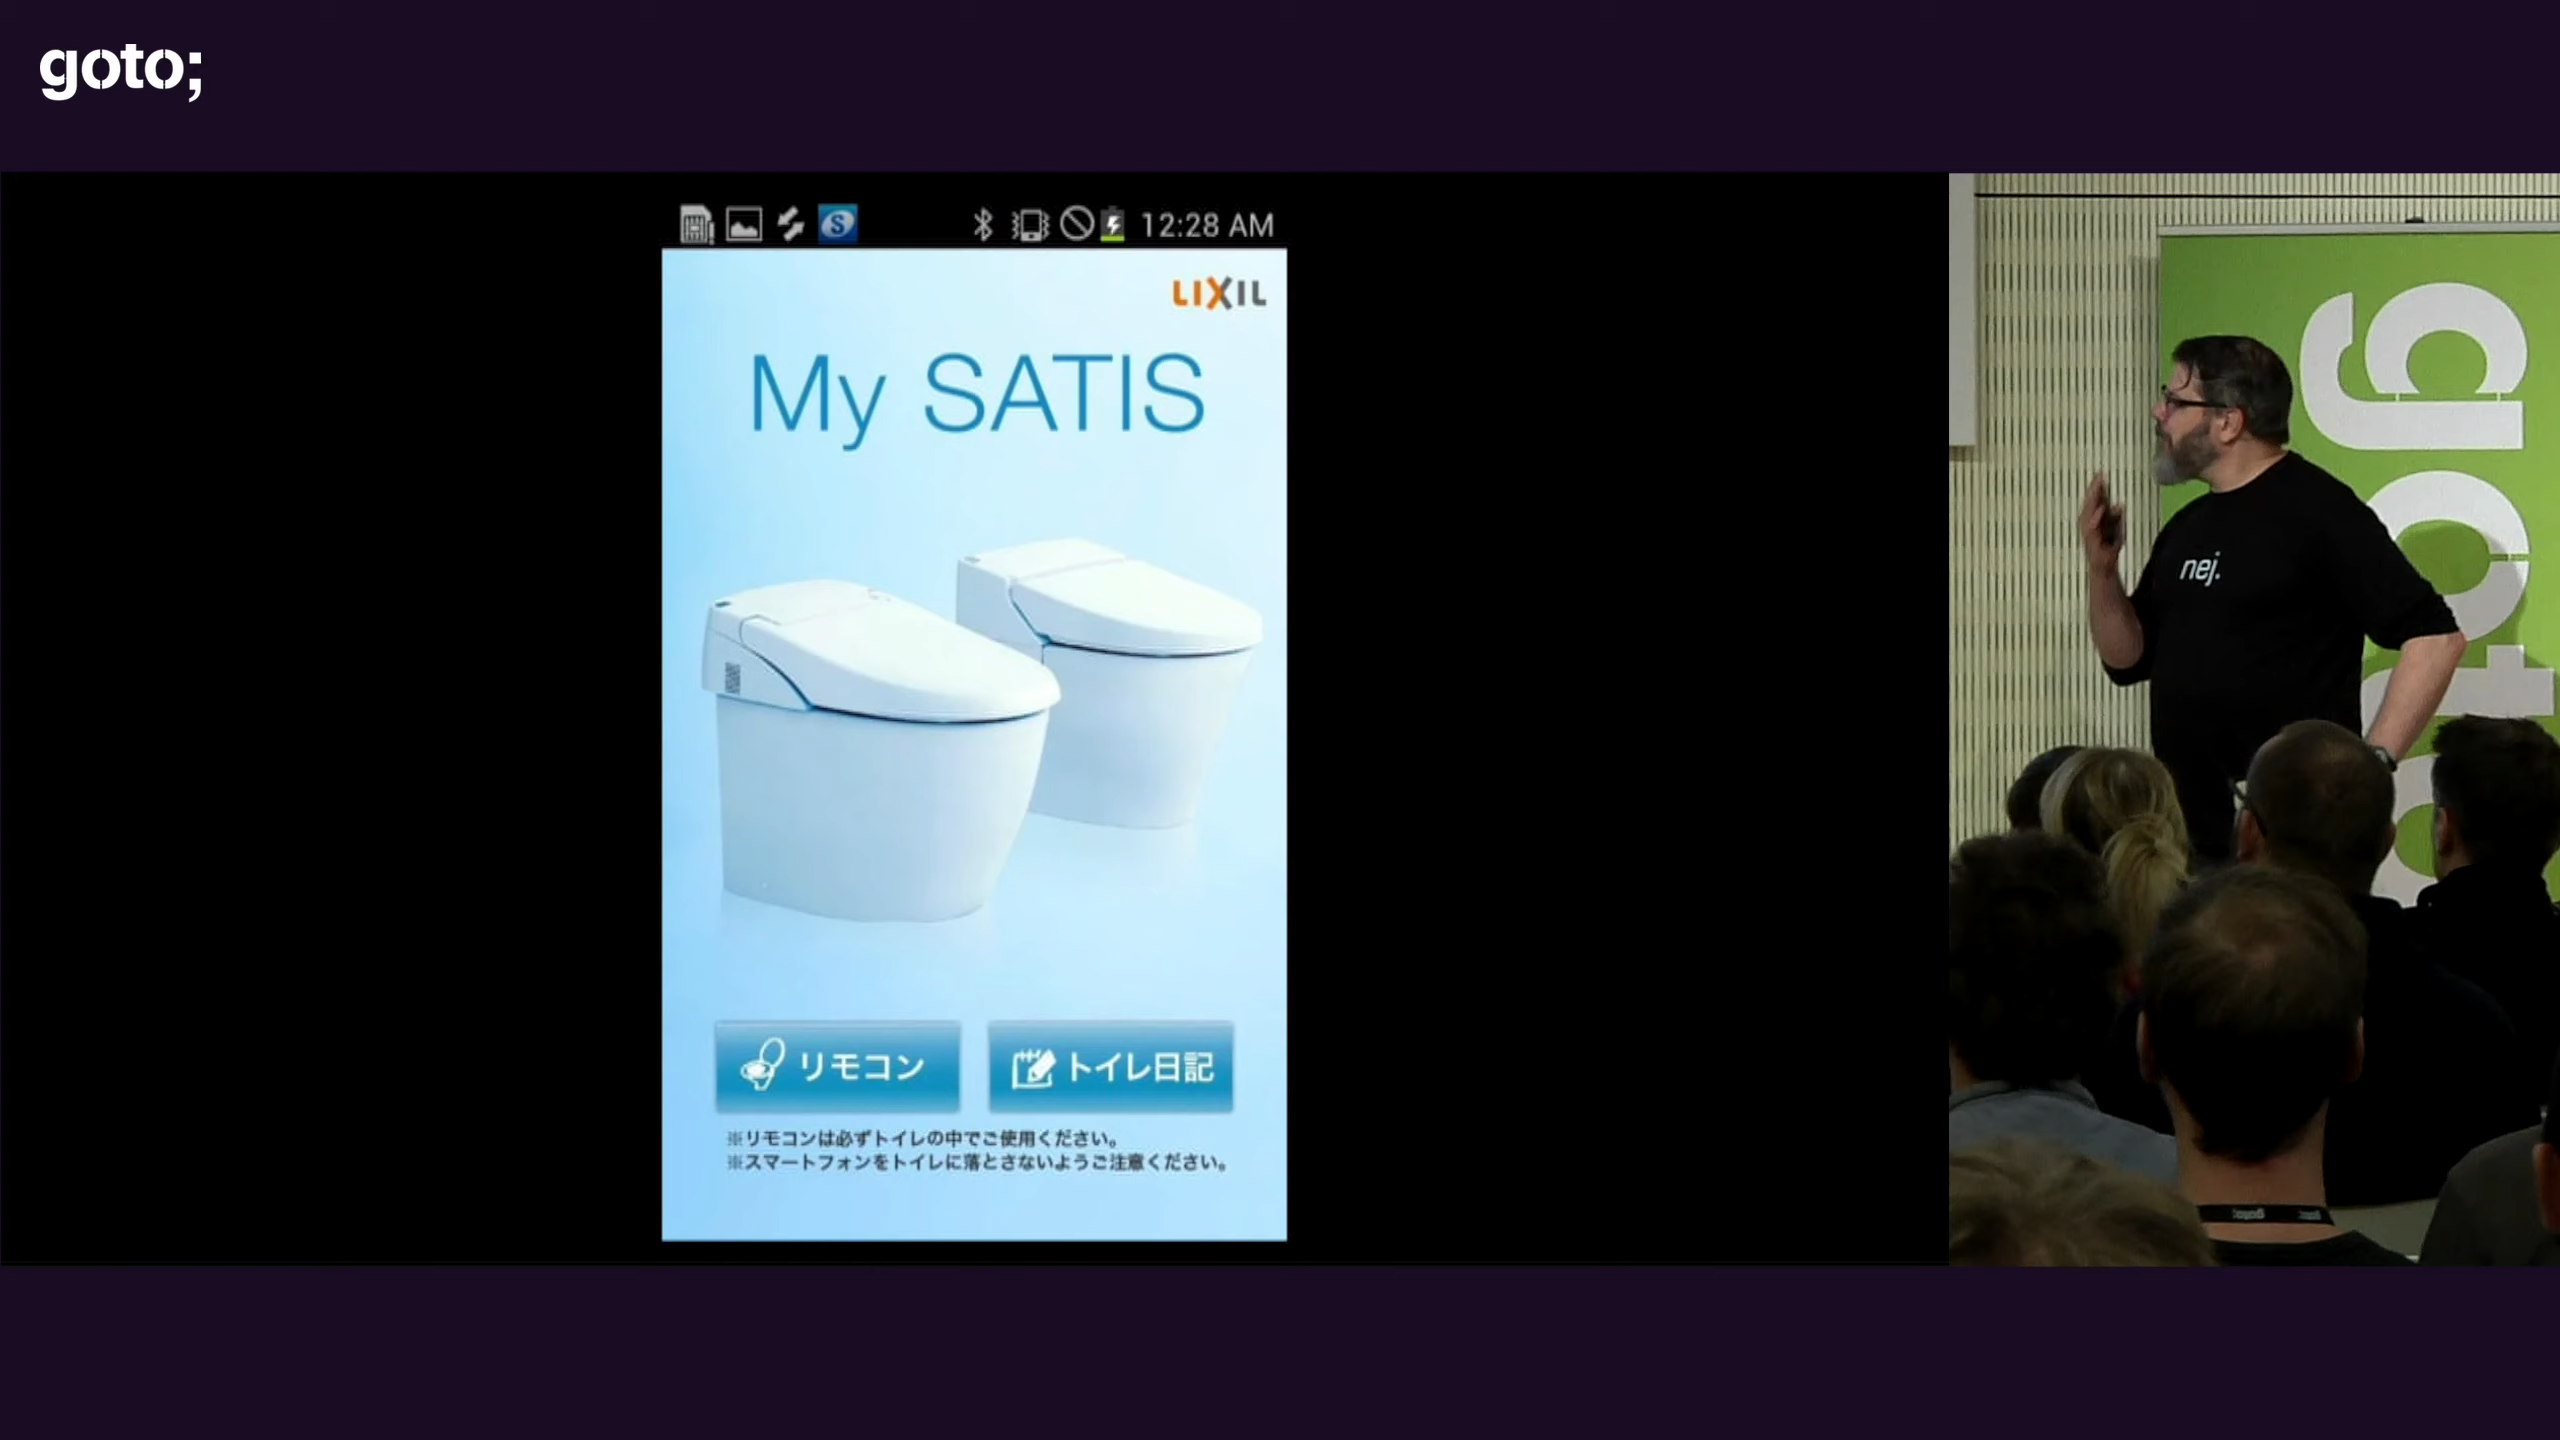 goto;
12:28 AM
LIXIL
My SATIS
リモコン
トイレ日記
※リモコンは必ずトイレの中でご使用ください。
※スマートフォンをトイレに落とさないようご注意ください。
goto
nej.